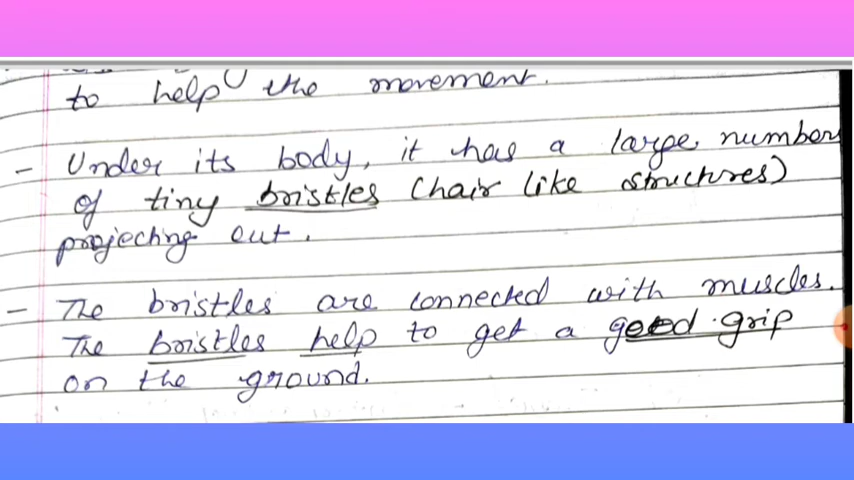 to help the movement.
- Under its body, it has a large number
of tiny bristles (hair like structures)
projecting out.
- The bristles are connected with muscles.
The bristles help to get a good grip
on the ground.